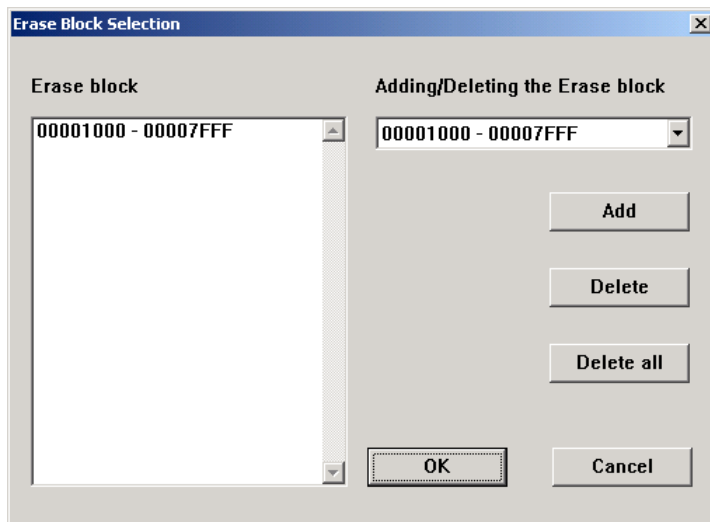 Erase Block Selection
Erase block
Adding/Deleting the Erase block
00001000 - 00007FFF
00001000 - 00007FFF
Add
Delete
Delete all
OK
Cancel